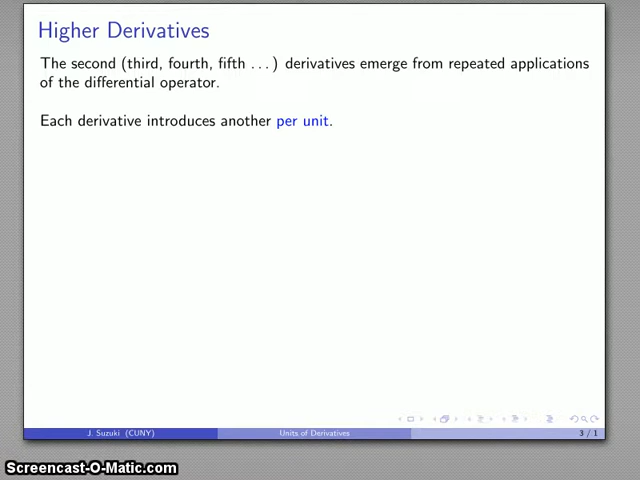 Higher Derivatives
The second (third, fourth, fifth ...) derivatives emerge from repeated applications
of the differential operator.
Each derivative introduces another per unit.
J. Suzuki (CUNY)
Units of Derivatives
3 / 1
Screencast-O-Matic.com